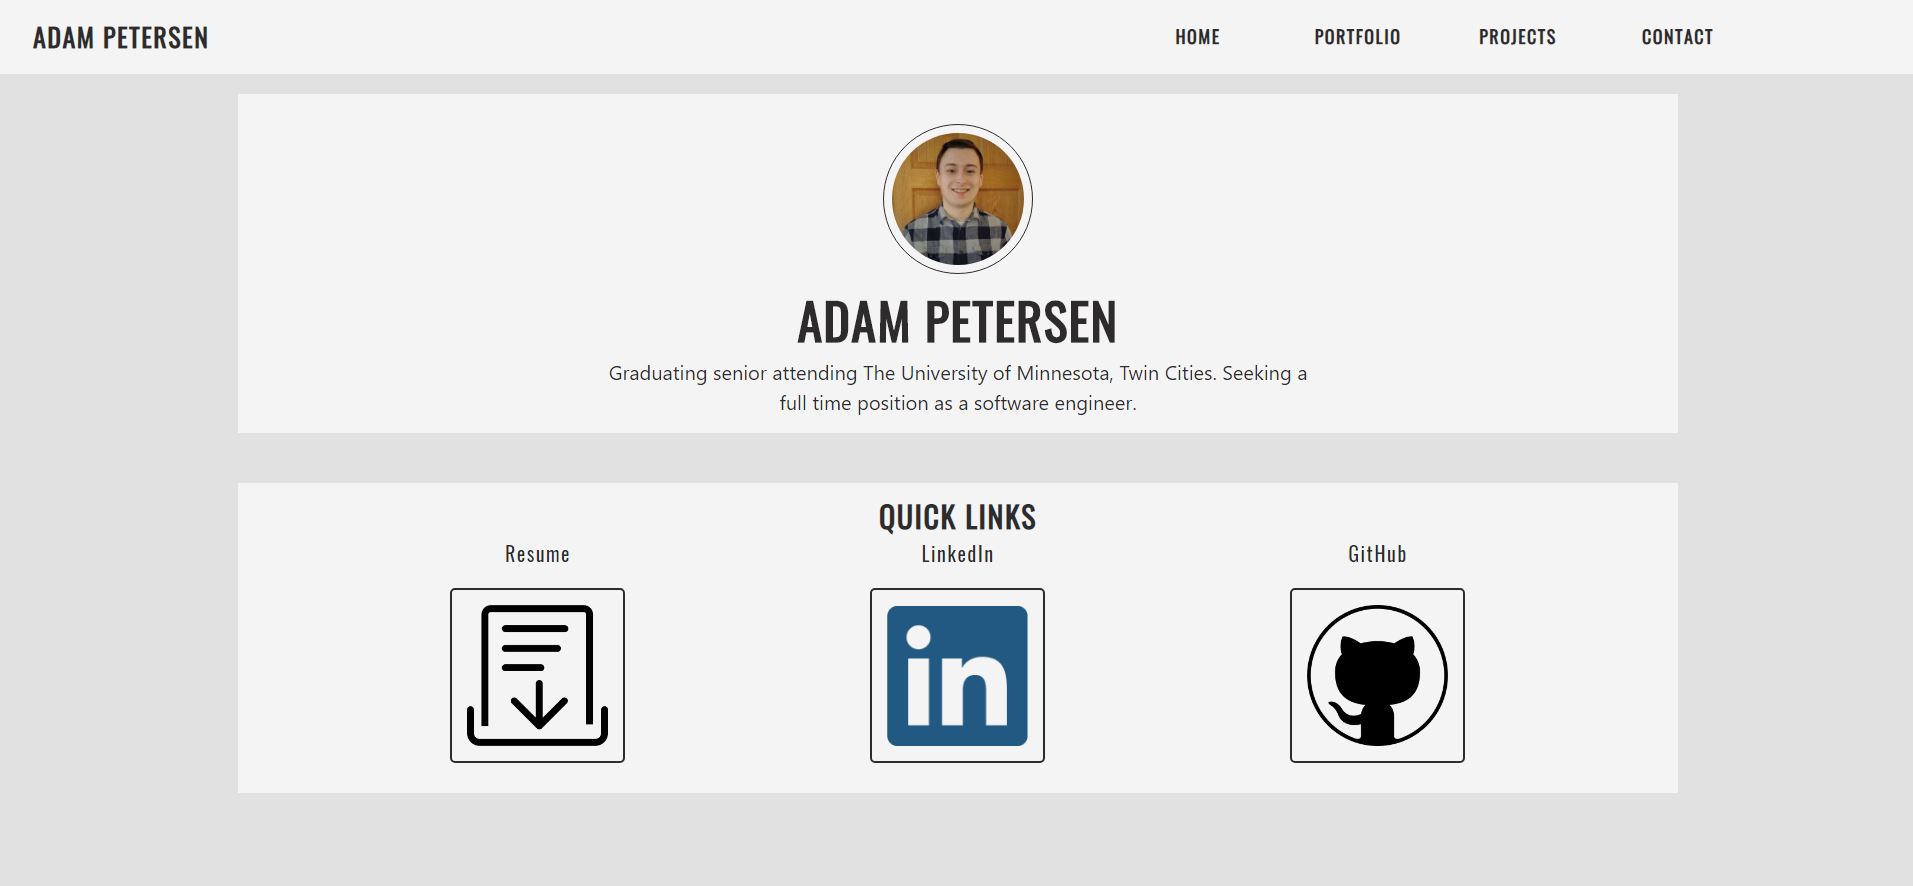 ADAM PETERSEN
HOME
PORTFOLIO
PROJECTS
CONTACT
ADAM PETERSEN
Graduating senior attending The University of Minnesota, Twin Cities. Seeking a
full time position as a software engineer.
QUICK LINKS
Resume
LinkedIn
GitHub
in